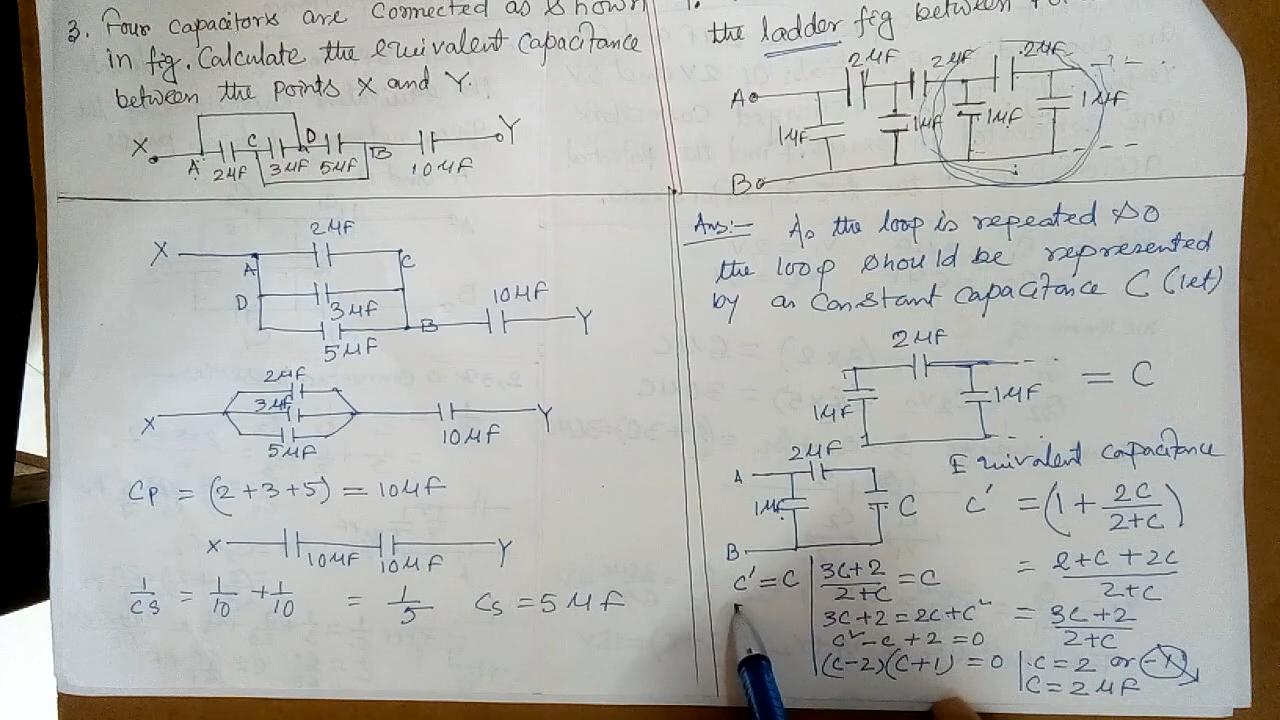 3. Four Capacitors are connected as shown
in fig. Calculate the equivalent capacitance
between the points X and Y.
X A 2μF C 3μF D 5μF B 10μF Y
X A 2μF C
D 3μF 10μF
5μF B Y
2μF
X 3μF 10μF Y
5μF
CP = (2+3+5) = 10μF
X 10μF 10μF Y
1/Cs = 1/10 + 1/10 = 1/5 Cs = 5μF
the ladder fig between
2μF 2μF 2μF
A 1μF 1μF 1μF 1μF
B
Ans:- As the loop is repeated so
the loop should be represented
by a constant capacitance C (let)
2μF
1μF 1μF = C
Equivalent capacitance
A 2μF
1μF C
B
C' = (1 + 2C/2+C)
= 2+C+2C/2+C
= 3C+2/2+C
C' = C
3C+2/2+C = C
3C+2 = 2C+C²
C²-C+2=0
(C-2)(C+1) = 0
C=2 or -1
C=2μF